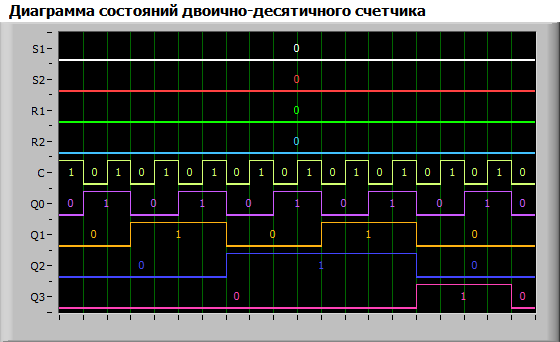 Диаграмма состояний двоично-десятичного счетчика
S1 0
S2 0
R1 0
R2 0
C 1 0 1 0 1 0 1 0 1 0 1 0 1 0 1 0 1 0 1 0
Q0 0 1 0 1 0 1 0 1 0 1 0
Q1 0 1 0 1 0
Q2 0 1 0
Q3 0 1 0